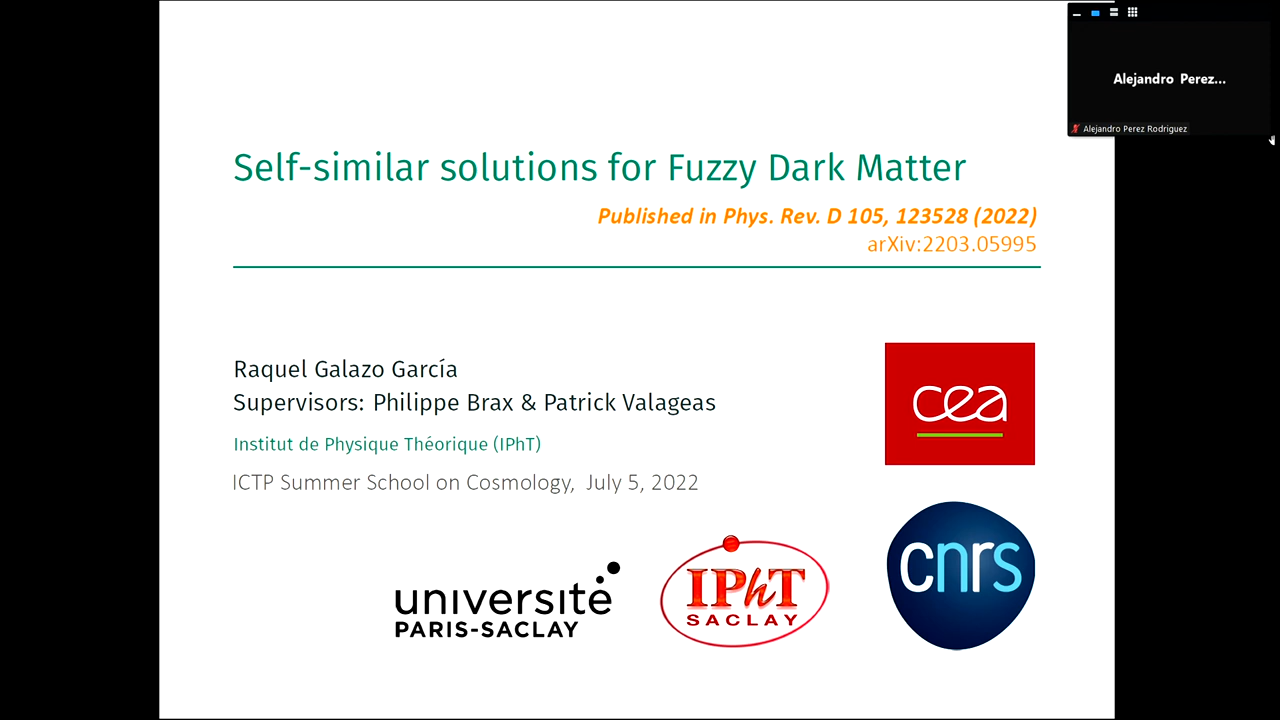 Alejandro Perez...
Alejandro Perez Rodriguez
Self-similar solutions for Fuzzy Dark Matter
Published in Phys. Rev. D 105, 123528 (2022)
arXiv:2203.05995
Raquel Galazo García
Supervisors: Philippe Brax & Patrick Valageas
Institut de Physique Théorique (IPhT)
ICTP Summer School on Cosmology, July 5, 2022
cea
université
PARIS-SACLAY
IPhT
SACLAY
cnrs